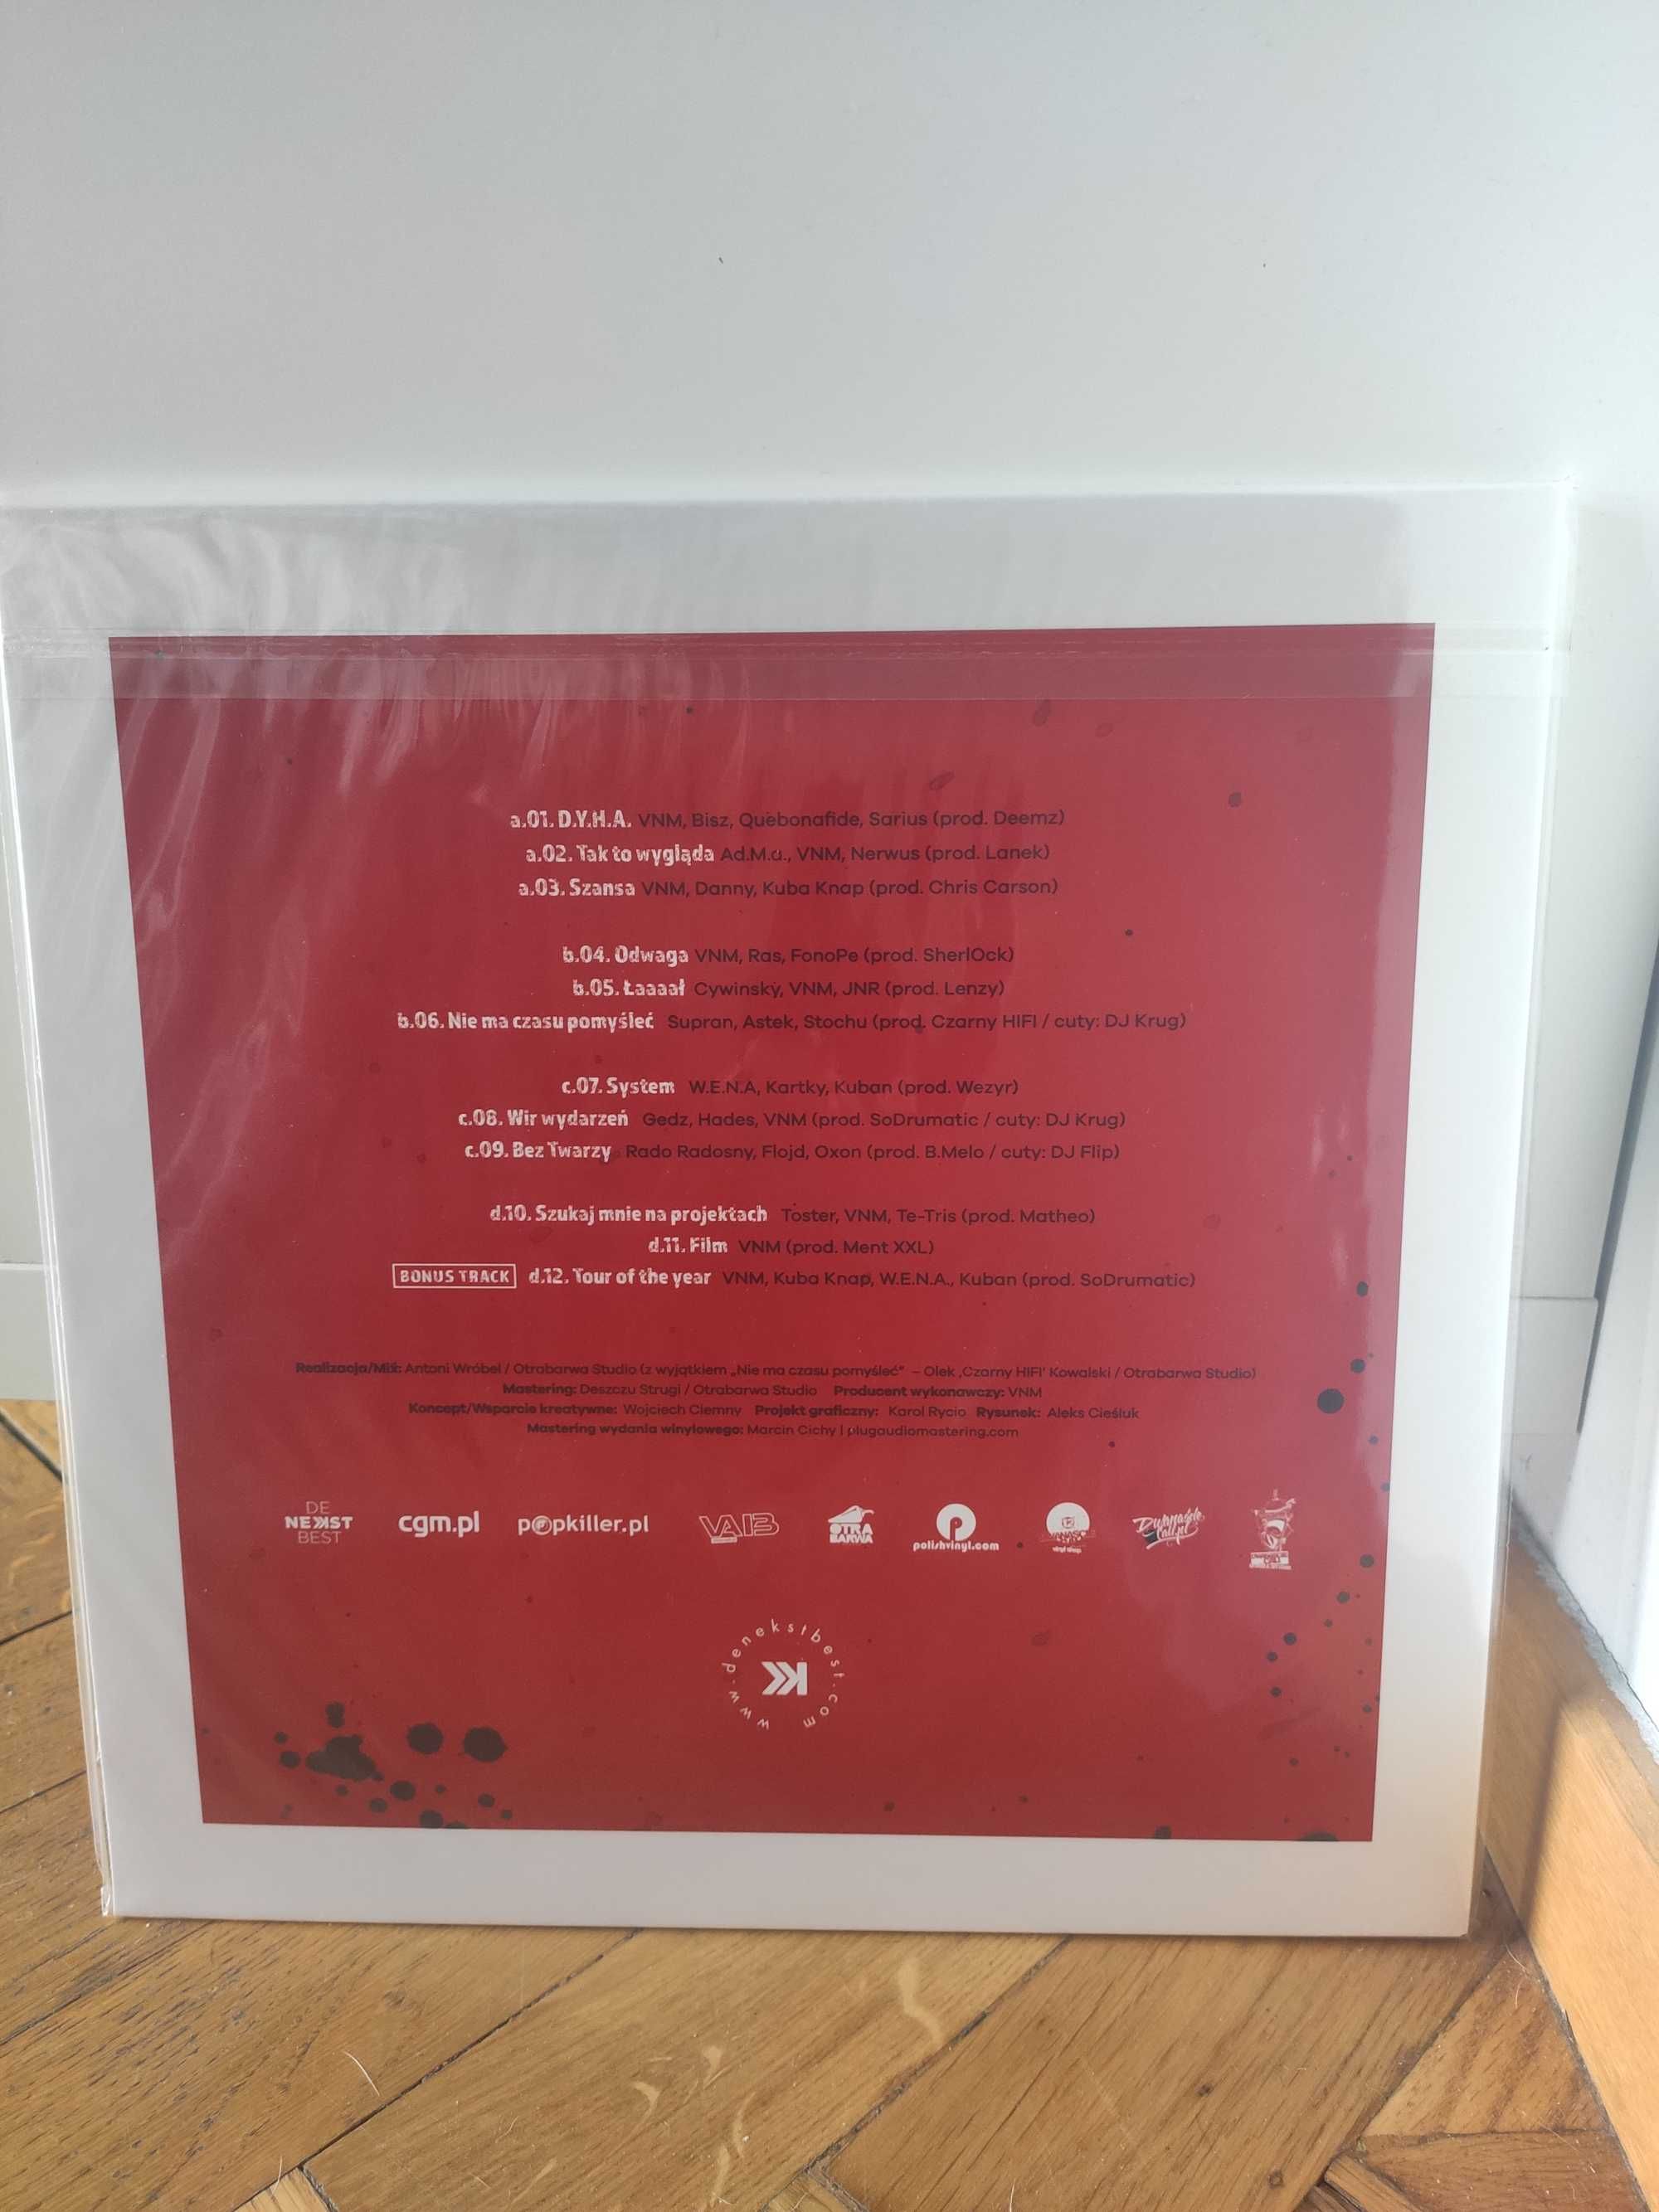 a.01. D.Y.H.A. VNM, Bisz, Quebonafide, Sarius (prod. Deemz)
a.02. Tak to wygląda Ad.M.a., VNM, Nerwus (prod. Lanek)
a.03. Szansa VNM, Danny, Kuba Knap (prod. Chris Carson)
b.04. Odwaga VNM, Ras, FonoPe (prod. SherlOck)
b.05. Łaaaał Cywinsky, VNM, JNR (prod. Lenzy)
b.06. Nie ma czasu pomyśleć Supran, Astek, Stochu (prod. Czarny HIFI / cuty: DJ Krug)
c.07. System W.E.N.A, Kartky, Kuban (prod. Wezyr)
c.08. Wir wydarzeń Gedz, Hades, VNM (prod. SoDrumatic / cuty: DJ Krug)
c.09. Bez Twarzy Rado Radosny, Flojd, Oxon (prod. B.Melo / cuty: DJ Flip)
d.10. Szukaj mnie na projektach Toster, VNM, Te-Tris (prod. Matheo)
d.11. Film VNM (prod. Ment XXL)
BONUS TRACK d.12. Tour of the year VNM, Kuba Knap, W.E.N.A., Kuban (prod. SoDrumatic)
Realizacja/Mix: Antoni Wróbel / Otrabarwa Studio (z wyjątkiem „Nie ma czasu pomyśleć” – Olek ‚Czarny HIFI’ Kowalski / Otrabarwa Studio)
Mastering: Deszczu Strugi / Otrabarwa Studio Producent wykonawczy: VNM
Koncept/Wsparcie kreatywne: Wojciech Ciemny Projekt graficzny: Karol Rycio Rysunek: Aleks Cieśluk
Mastering wydania winylowego: Marcin Cichy | plugaudiomastering.com
DE
NEKST
BEST
cgm.pl
popkiller.pl
OTRA
BARWA
polishvinyl.com
vinyl shop
www.denekstbest.com